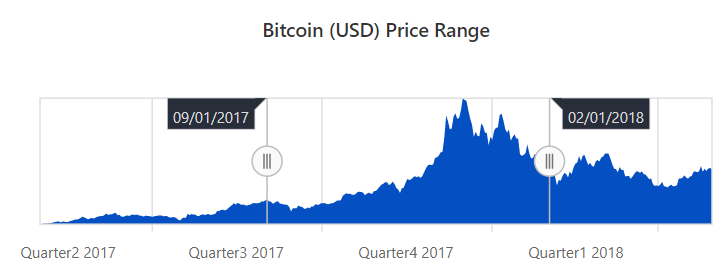 Bitcoin (USD) Price Range
09/01/2017
02/01/2018
Quarter2 2017
Quarter3 2017
Quarter4 2017
Quarter1 2018